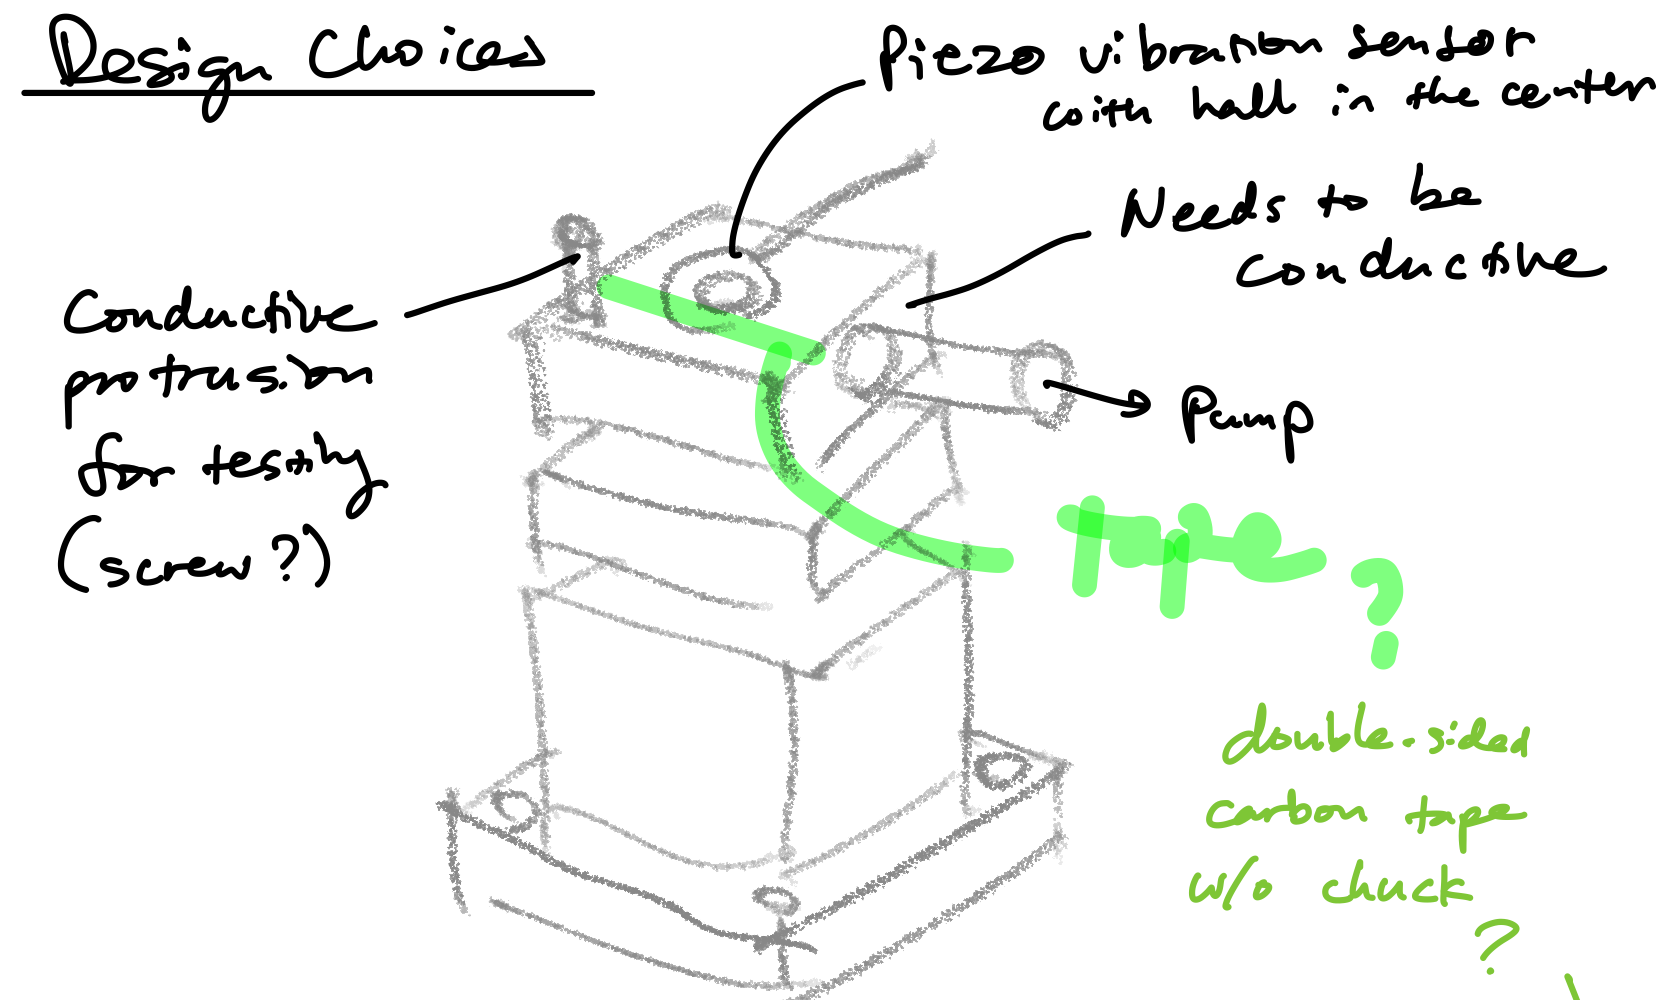 Design Choices
Piezo vibration sensor
with hall in the center
Needs to be
conductive
Conductive
protrusion
for testing
(screw?)
Pump
tape?
double-sided
carbon tape
w/o chuck
?